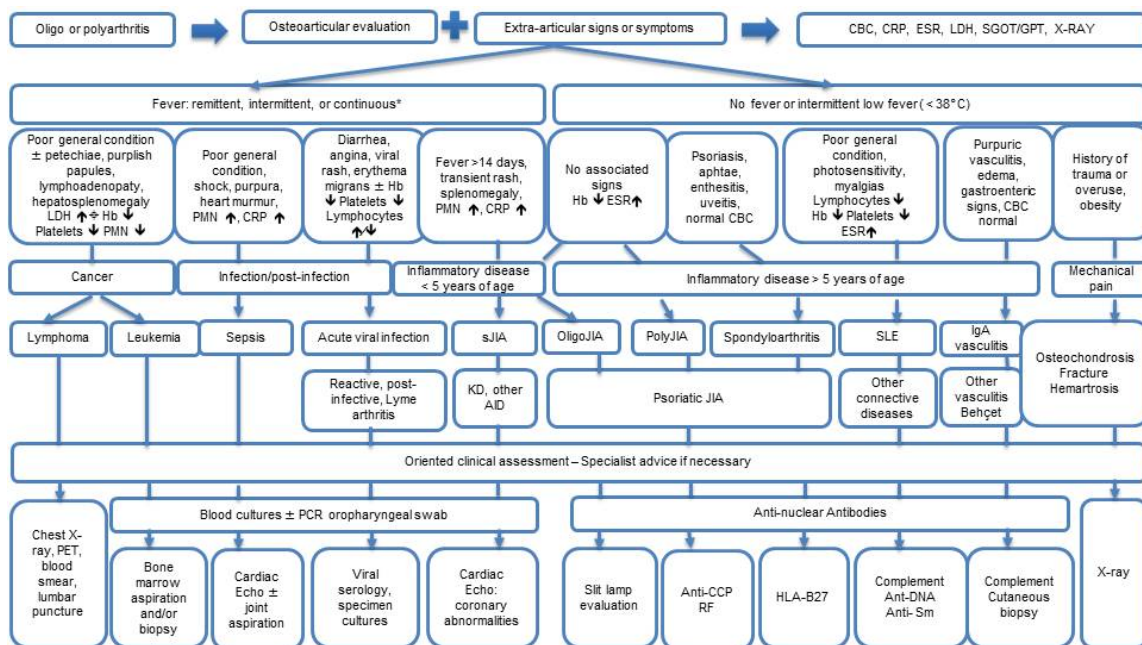 Oligo or polyarthritis
Osteoarticular evaluation
Extra-articular signs or symptoms
CBC, CRP, ESR, LDH, SGOT/GPT, X-RAY
Fever: remittent, intermittent, or continuous*
No fever or intermittent low fever ( < 38°C)
Poor general condition
± petechiae, purplish
papules,
lymphoadenopaty,
hepatosplenomegaly
LDH ↑ ÷ Hb ↓
Platelets ↓ PMN ↓
Poor general
condition,
shock, purpura,
heart murmur,
PMN ↑, CRP ↑
Diarrhea,
angina, viral
rash, erythema
migrans ± Hb
↓ Platelets ↓
Lymphocytes
↑/↓
Fever >14 days,
transient rash,
splenomegaly,
PMN ↑, CRP ↑
No associated
signs
Hb ↓ ESR↑
Psoriasis,
aphtae,
enthesitis,
uveitis,
normal CBC
Poor general
condition,
photosensitivity,
myalgias
Lymphocytes ↓
Hb ↓ Platelets ↓
ESR↑
Purpuric
vasculitis,
edema,
gastroenteric
signs, CBC
normal
History of
trauma or
overuse,
obesity
Cancer
Infection/post-infection
Inflammatory disease
< 5 years of age
Inflammatory disease > 5 years of age
Mechanical
pain
Lymphoma
Leukemia
Sepsis
Acute viral infection
sJIA
OligoJIA
PolyJIA
Spondyloarthritis
SLE
IgA
vasculitis
Osteochondrosis
Fracture
Hemartrosis
Reactive, post-
infective, Lyme
arthritis
KD, other
AID
Psoriatic JIA
Other
connective
diseases
Other
vasculitis
Behçet
Oriented clinical assessment – Specialist advice if necessary
Chest X-
ray, PET,
blood
smear,
lumbar
puncture
Blood cultures ± PCR oropharyngeal swab
Anti-nuclear Antibodies
X-ray
Bone
marrow
aspiration
and/or
biopsy
Cardiac
Echo ±
joint
aspiration
Viral
serology,
specimen
cultures
Cardiac
Echo:
coronary
abnormalities
Slit lamp
evaluation
Anti-CCP
RF
HLA-B27
Complement
Ant-DNA
Anti- Sm
Complement
Cutaneous
biopsy